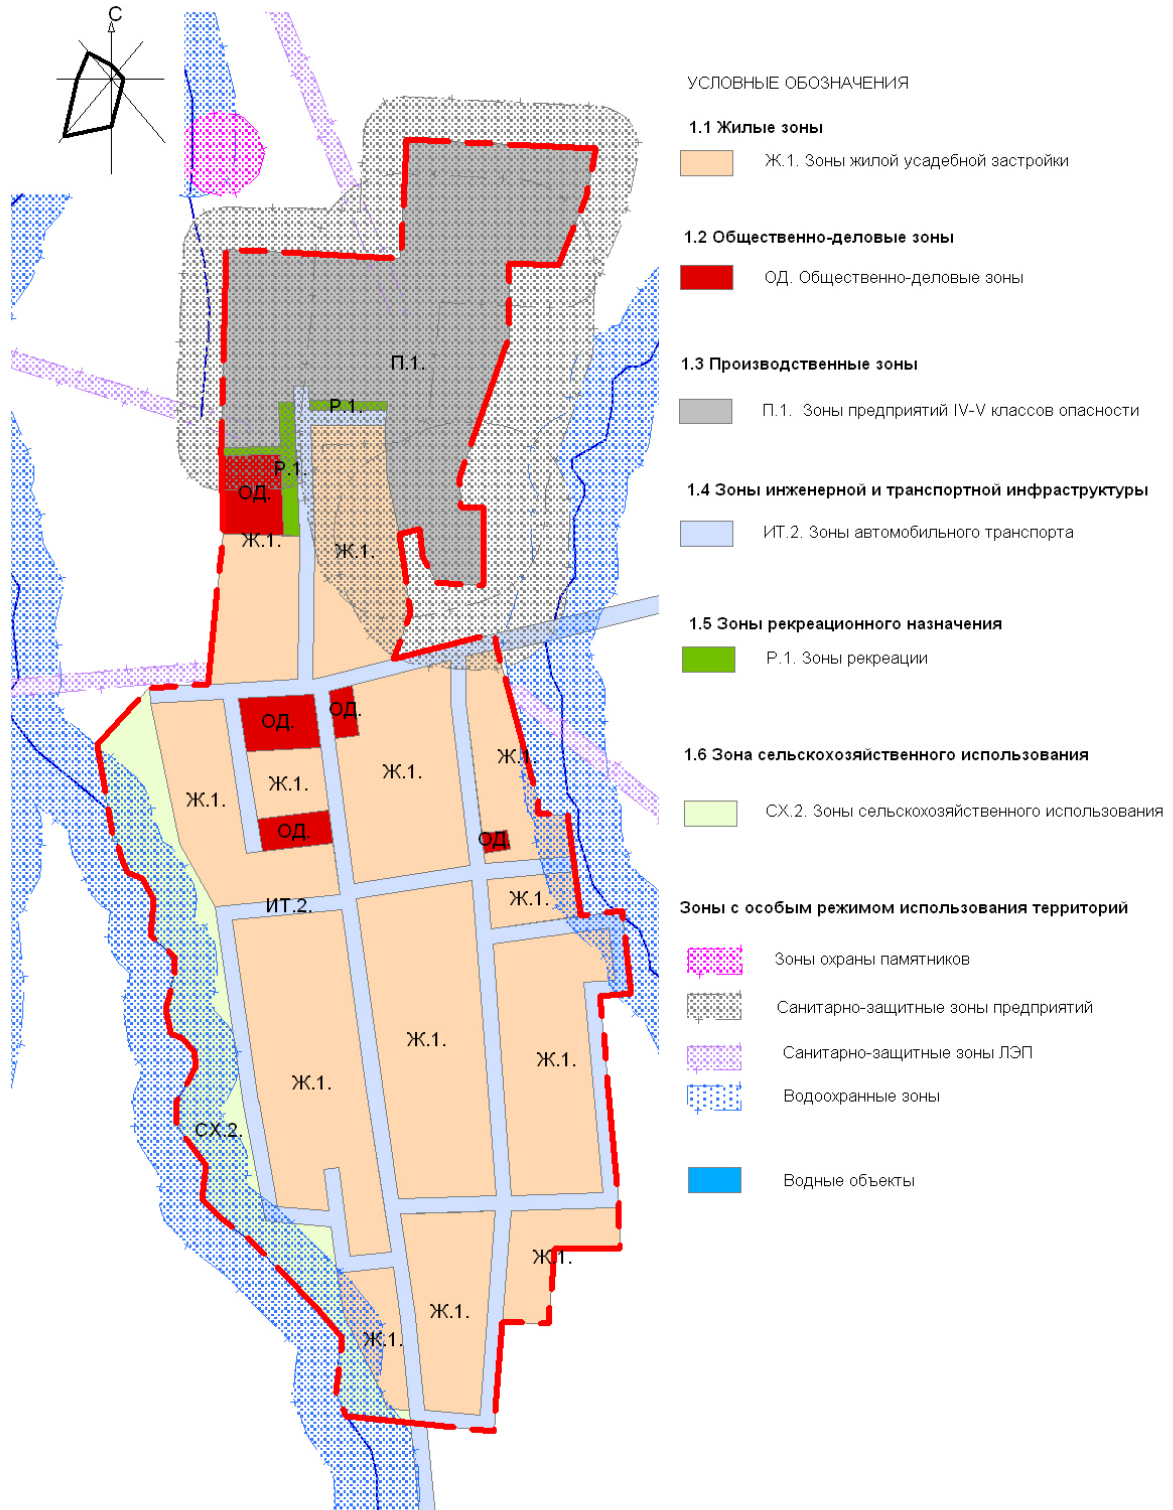 С
УСЛОВНЫЕ ОБОЗНАЧЕНИЯ
1.1 Жилые зоны
Ж.1. Зоны жилой усадебной застройки
1.2 Общественно-деловые зоны
ОД. Общественно-деловые зоны
1.3 Производственные зоны
П.1. Зоны предприятий IV-V классов опасности
1.4 Зоны инженерной и транспортной инфраструктуры
ИТ.2. Зоны автомобильного транспорта
1.5 Зоны рекреационного назначения
Р.1. Зоны рекреации
1.6 Зона сельскохозяйственного использования
СХ.2. Зоны сельскохозяйственного использования
Зоны с особым режимом использования территорий
Зоны охраны памятников
Санитарно-защитные зоны предприятий
Санитарно-защитные зоны ЛЭП
Водоохранные зоны
Водные объекты
П.1.
Р.1.
Р.1.
ОД.
Ж.1.
Ж.1.
ОД.
ОД.
Ж.1.
Ж.1.
Ж.1.
Ж.1.
ОД.
ОД.
Ж.1.
ИТ.2.
Ж.1.
Ж.1.
Ж.1.
СХ.2.
Ж.1.
Ж.1.
Ж.1.